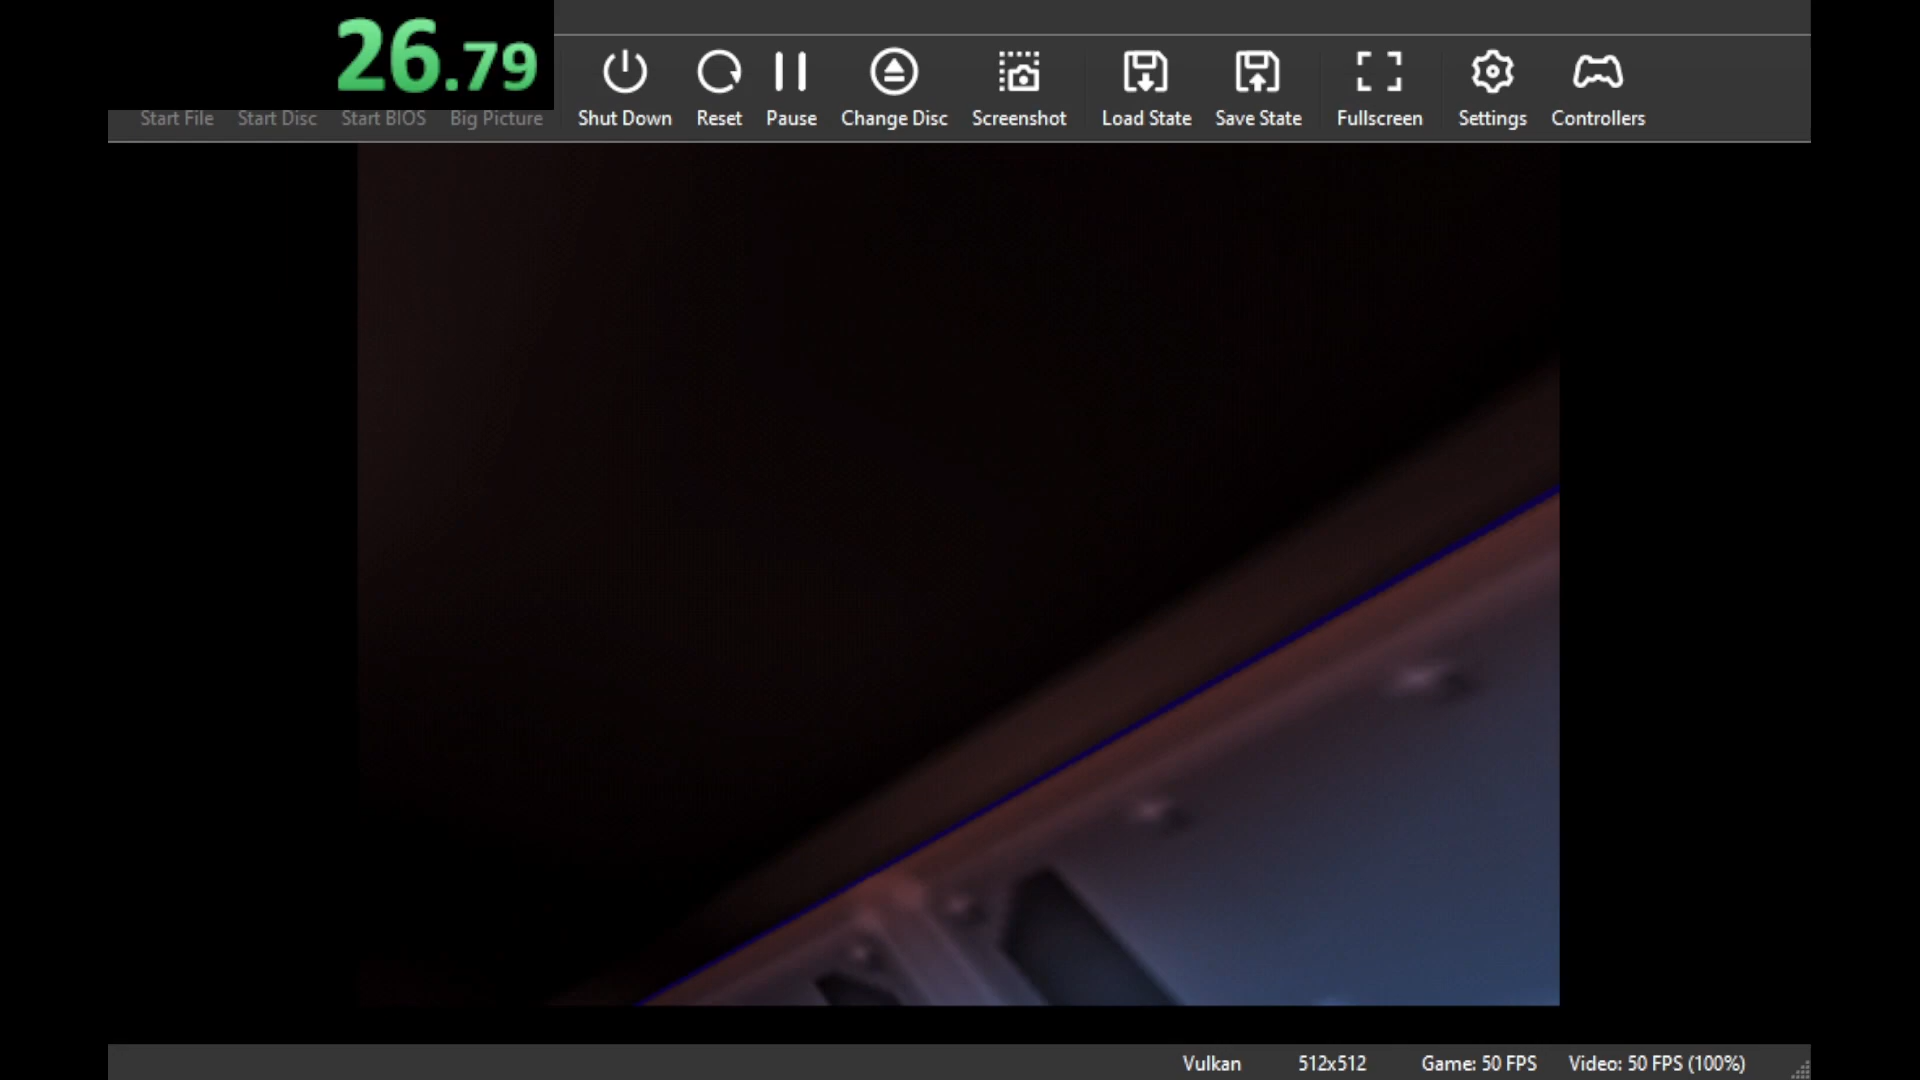 26.79
Start File Start Disc Start BIOS Big Picture Shut Down Reset Pause Change Disc Screenshot Load State Save State Fullscreen Settings Controllers
Vulkan 512x512 Game: 50 FPS Video: 50 FPS (100%)